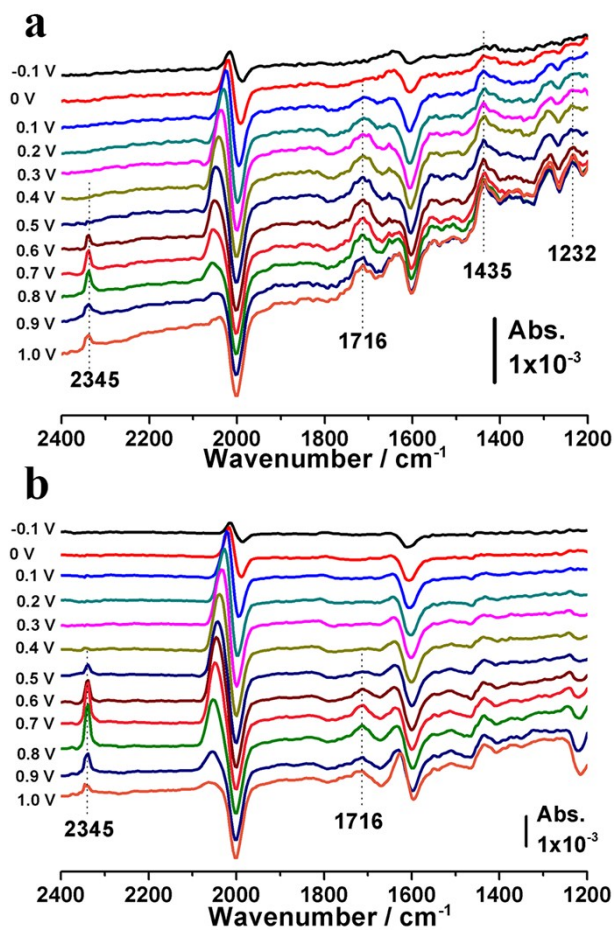 a
-0.1 V
0 V
0.1 V
0.2 V
0.3 V
0.4 V
0.5 V
0.6 V
0.7 V
0.8 V
0.9 V
1.0 V
2345
1716
1435
1232
Abs.
1x10⁻³
2400 2200 2000 1800 1600 1400 1200
Wavenumber / cm⁻¹
b
-0.1 V
0 V
0.1 V
0.2 V
0.3 V
0.4 V
0.5 V
0.6 V
0.7 V
0.8 V
0.9 V
1.0 V
2345
1716
Abs.
1x10⁻³
2400 2200 2000 1800 1600 1400 1200
Wavenumber / cm⁻¹